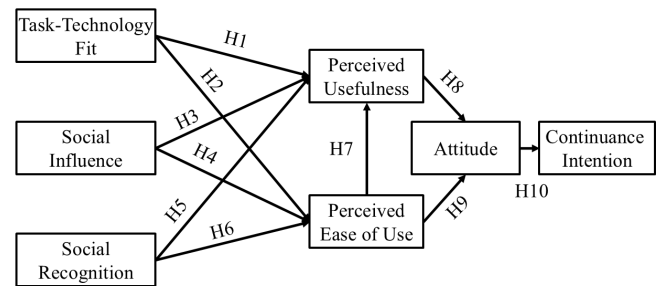 Task-Technology
Fit
Social
Influence
Social
Recognition
H1
H2
H3
H4
H5
H6
Perceived
Usefulness
H7
Perceived
Ease of Use
H8
H9
Attitude
H10
Continuance
Intention